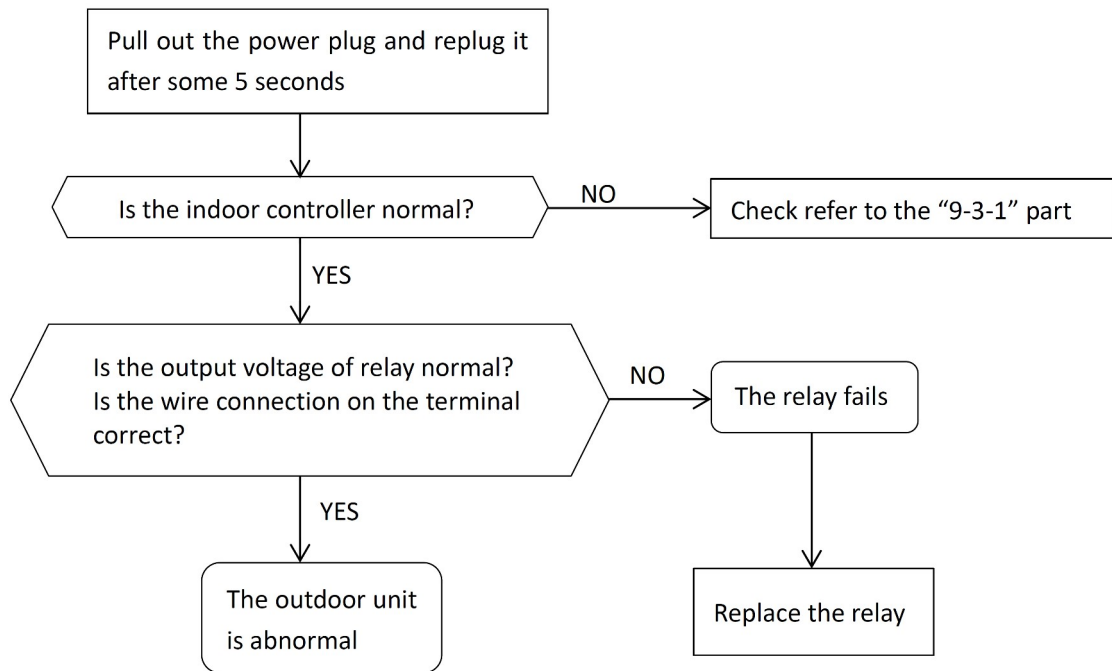 Pull out the power plug and replug it
after some 5 seconds
Is the indoor controller normal?
NO
Check refer to the “9-3-1” part
YES
Is the output voltage of relay normal?
Is the wire connection on the terminal
correct?
NO
The relay fails
YES
The outdoor unit
is abnormal
Replace the relay